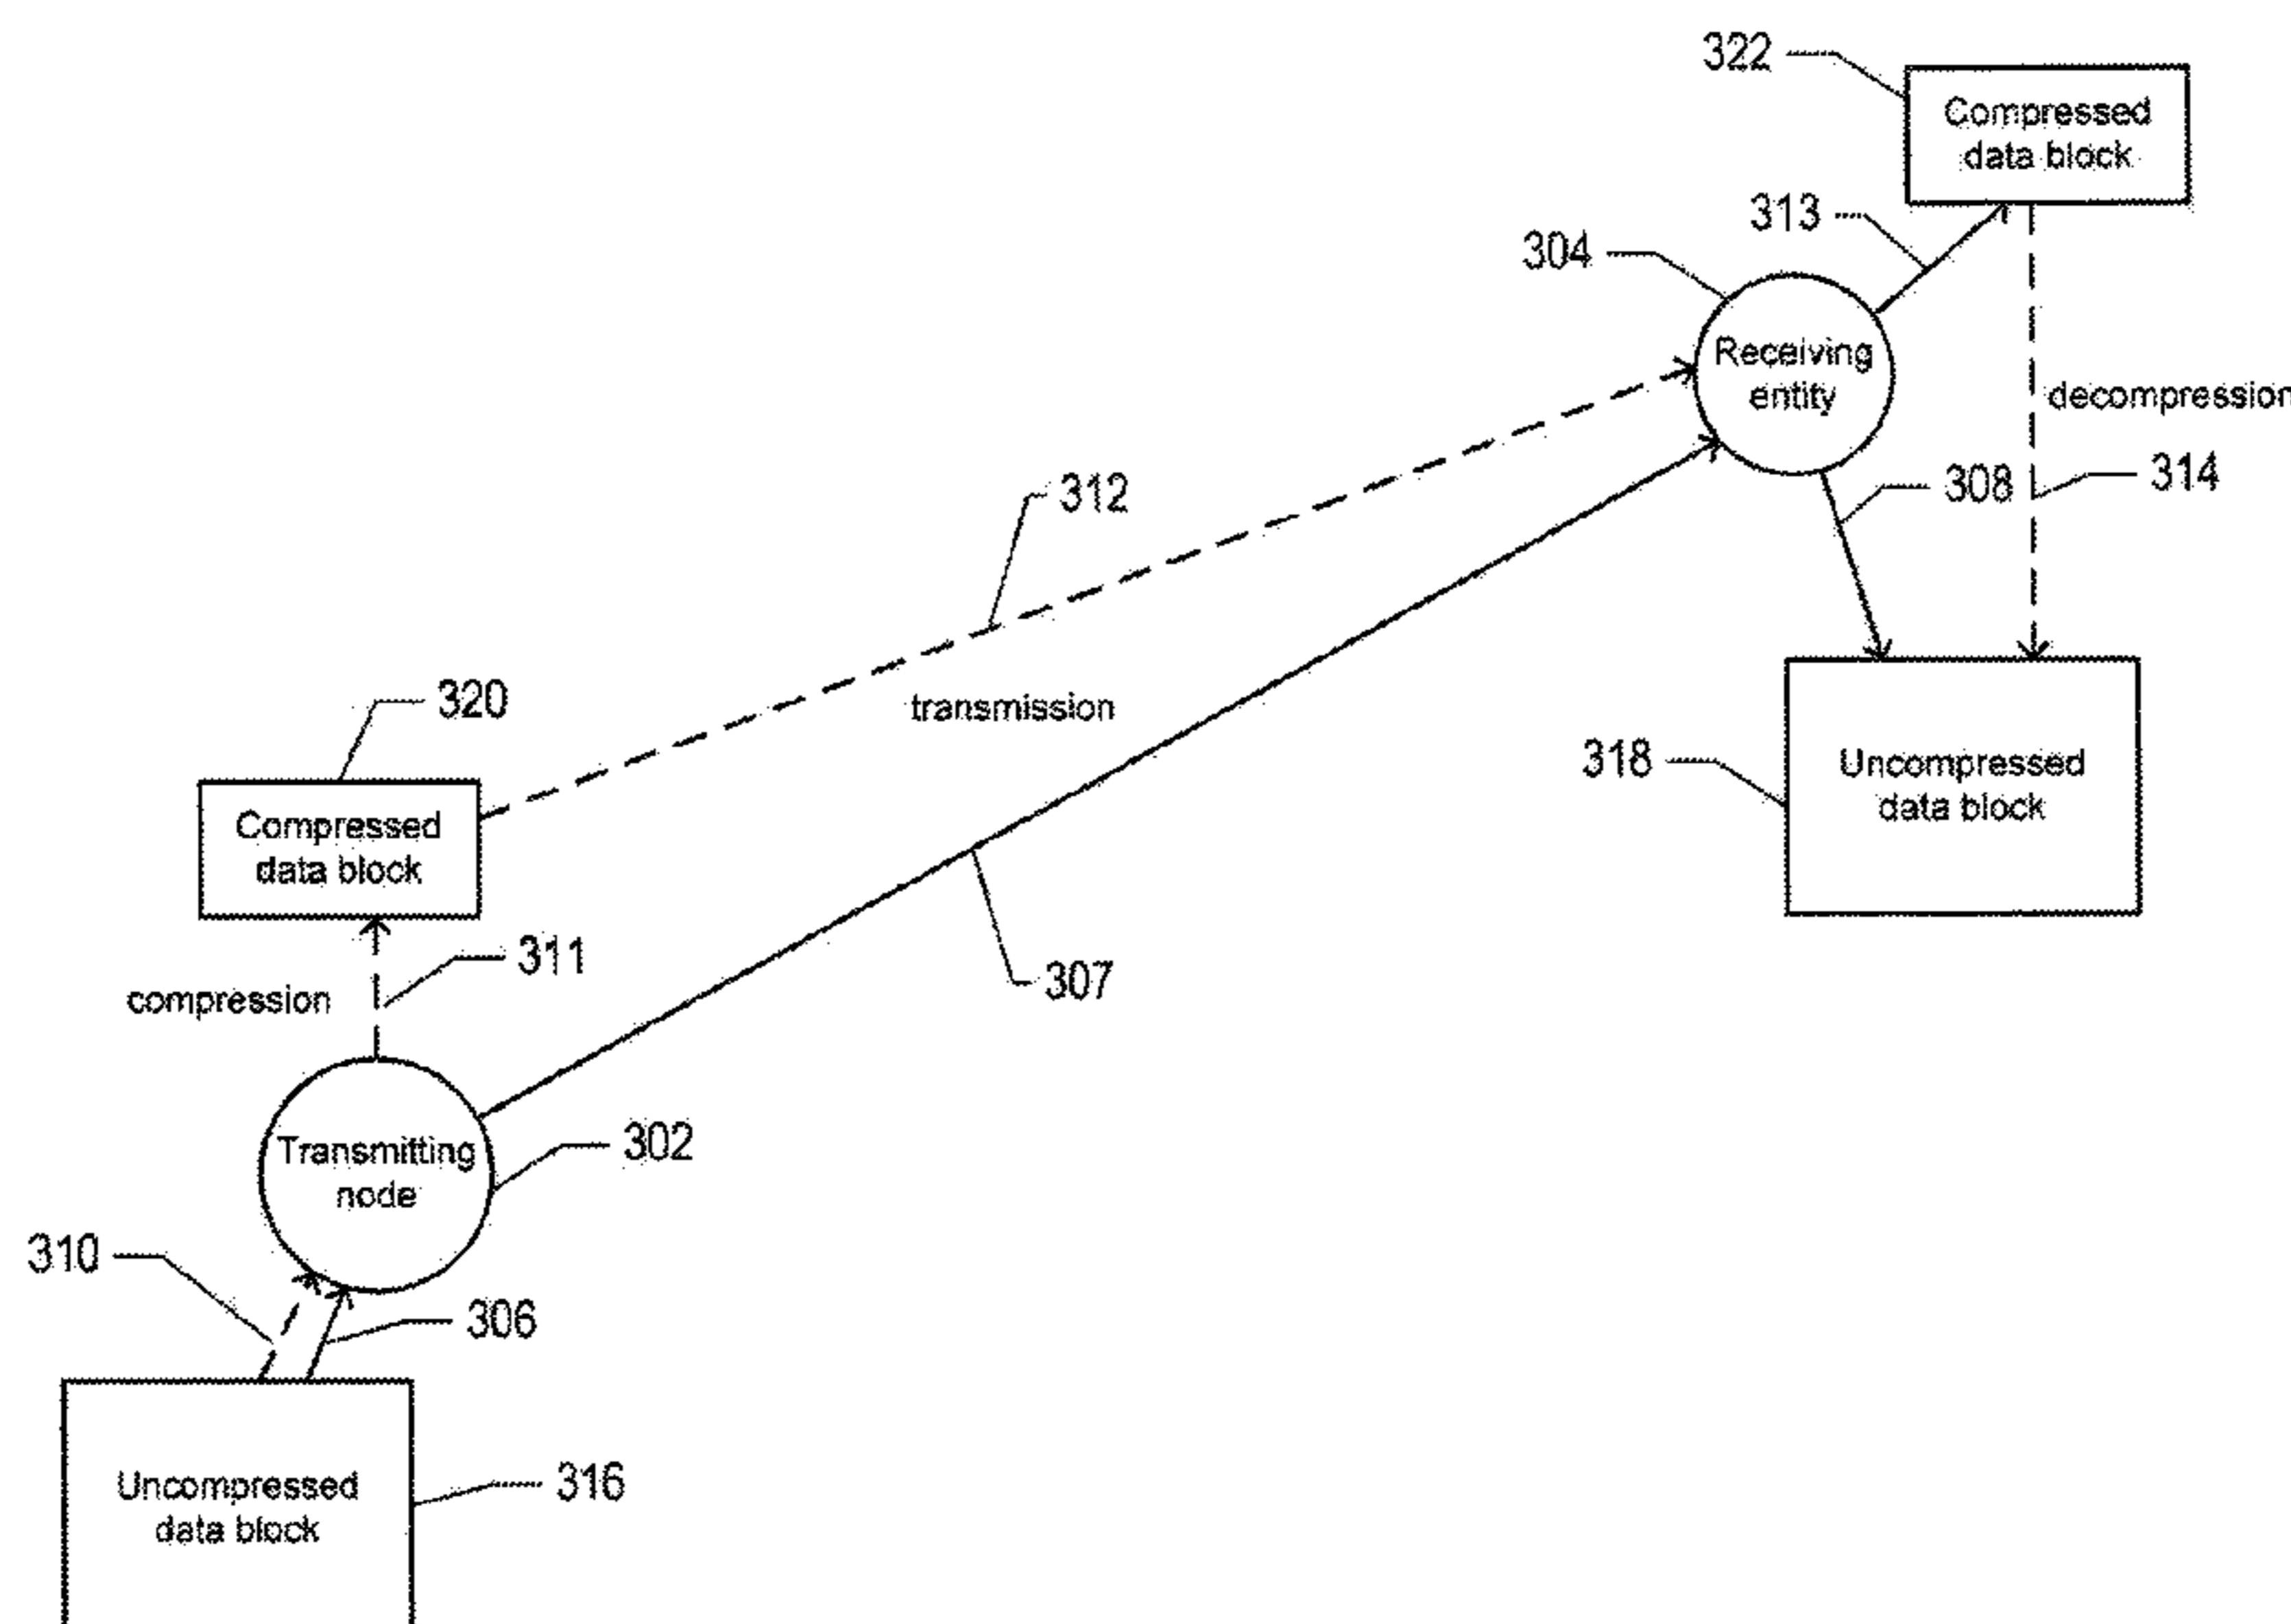 322
Compressed
data block
313
304
Receiving
entity
decompression
308
314
312
transmission
320
318
Uncompressed
data block
Compressed
data block
311
compression
307
Transmitting
node
302
310
306
Uncompressed
data block
316